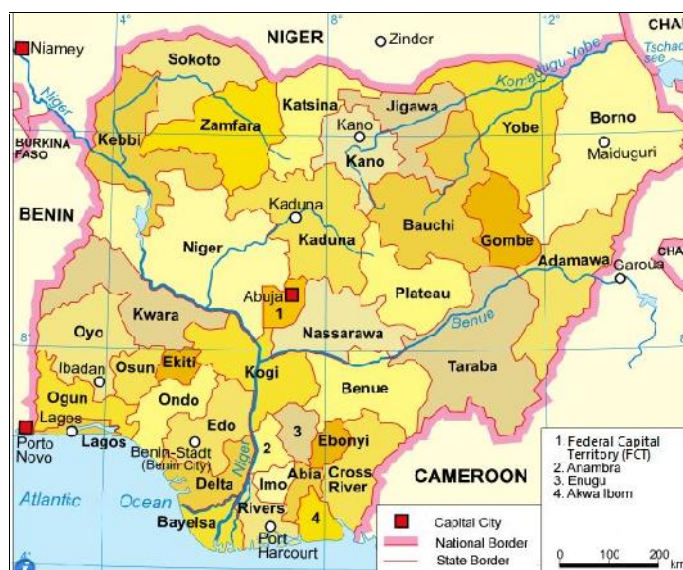 4°
8°
12°
CHA
NIGER
Zinder
Niamey
Sokoto
Tschad
see
Komadugu Yobe
Niger
Katsina
Jigawa
Zamfara
Kano
Yobe
Borno
Kebbi
Kano
Maiduguri
BURKINA
FASO
BENIN
Kaduna
Bauchi
Niger
Kaduna
Gombe
Adamawa
CHA
Garoua
Abuja
1
Plateau
Kwara
Nassarawa
Benue
Oyo
8°
Taraba
Ibadan
Osun
Ekiti
Kogi
Benue
Ogun
Ondo
Lagos
Edo
3
Ebonyi
Porto
Novo
Lagos
Benin-Stadt
(Benin City)
Niger
2
Abia
Cross
River
CAMEROON
Atlantic
Ocean
Delta
Imo
Bayelsa
Rivers
4
Port
Harcourt
4°
1. Federal Capital
Territory (FCT)
2. Anambra
3. Enugu
4. Akwa Ibom
Capital City
National Border
State Border
0 100 200
km